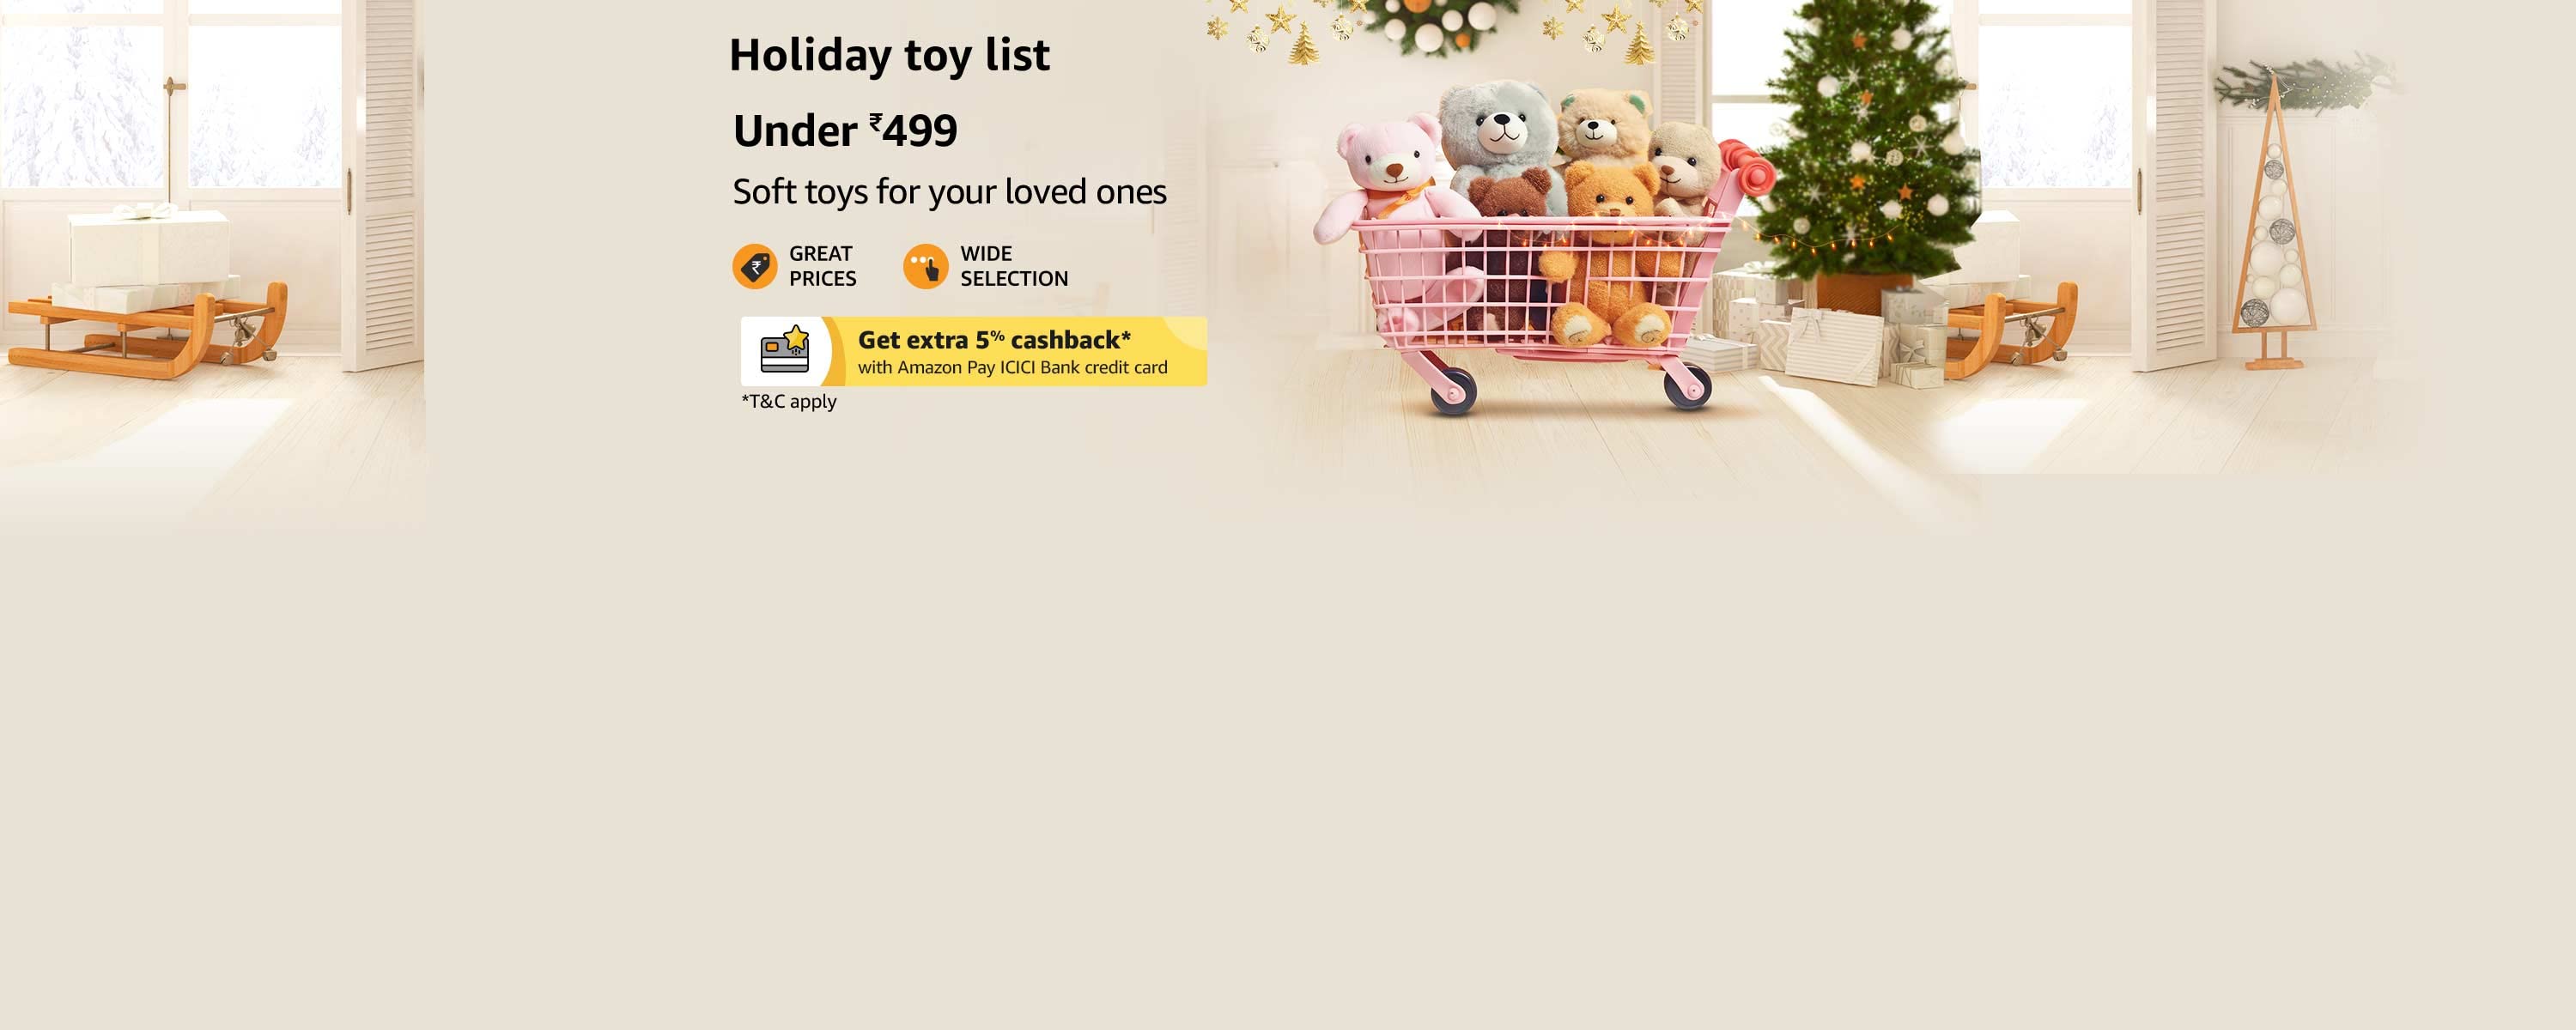 Holiday toy list
Under ₹499
Soft toys for your loved ones
GREAT
PRICES
WIDE
SELECTION
Get extra 5% cashback*
with Amazon Pay ICICI Bank credit card
*T&C apply